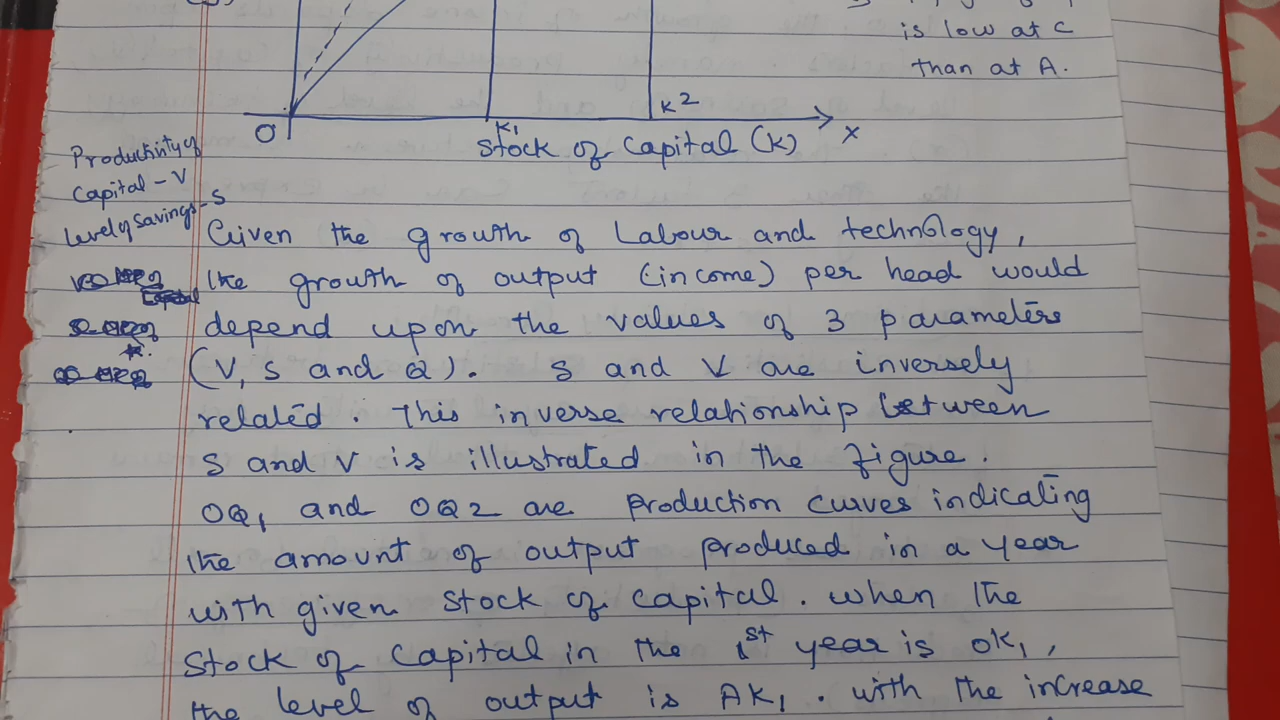 is low at C
than at A.
K1
K2
O
x
Stock of Capital (K)
Productivity of
Capital - V
Level of Savings - S
Given the growth of Labour and technology,
the growth of output (income) per head would
depend upon the values of 3 parameters
(V, S and Q). S and V are inversely
related. This inverse relationship between
S and V is illustrated in the figure.
OQ1 and OQ2 are production curves indicating
the amount of output produced in a year
with given stock of capital. when the
Stock of Capital in the 1st year is OK1,
the level of output is AK1. with the increase